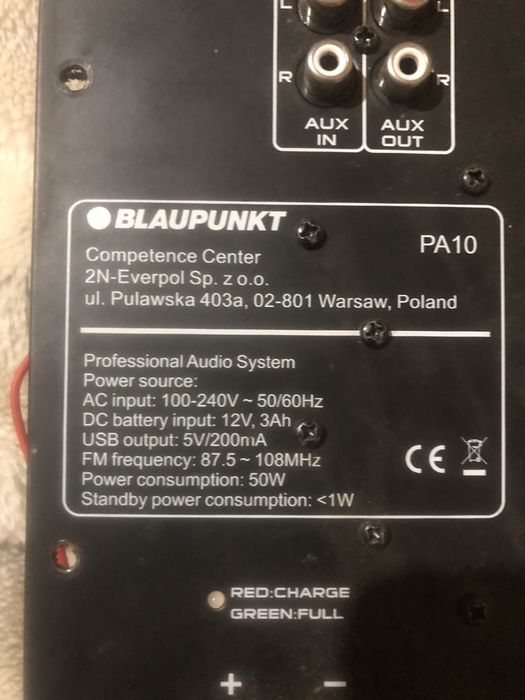 L
R R
AUX AUX
IN OUT
BLAUPUNKT
PA10
Competence Center
2N-Everpol Sp. z o.o.
ul. Pulawska 403a, 02-801 Warsaw, Poland
Professional Audio System
Power source:
AC input: 100-240V ~ 50/60Hz
DC battery input: 12V, 3Ah
USB output: 5V/200mA
FM frequency: 87.5 ~ 108MHz
Power consumption: 50W
Standby power consumption: <1W
CE
RED:CHARGE
GREEN:FULL
+ −